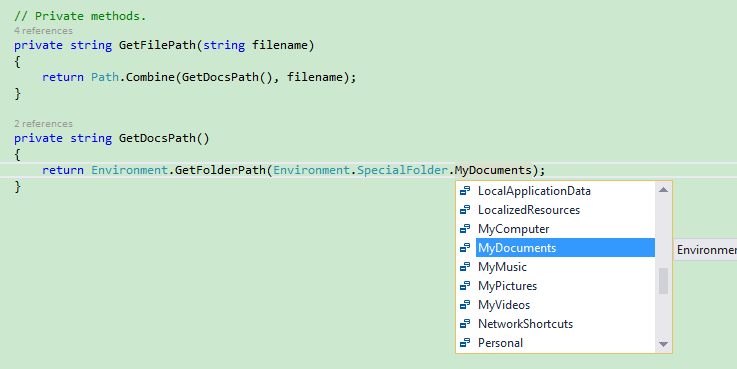 // Private methods.
4 references
private string GetFilePath(string filename)
{
return Path.Combine(GetDocsPath(), filename);
}
2 references
private string GetDocsPath()
{
return Environment.GetFolderPath(Environment.SpecialFolder.MyDocuments);
}
LocalApplicationData
LocalizedResources
MyComputer
MyDocuments
Environme
MyMusic
MyPictures
MyVideos
NetworkShortcuts
Personal